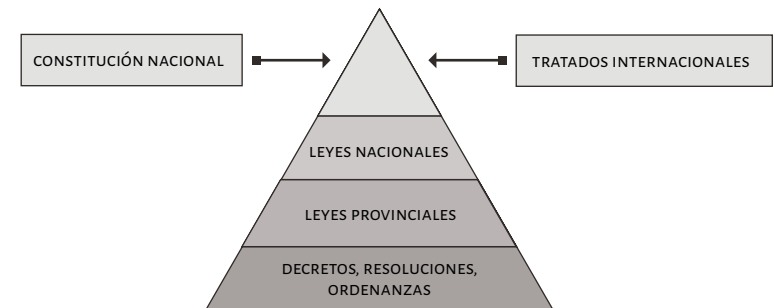 CONSTITUCIÓN NACIONAL
TRATADOS INTERNACIONALES
LEYES NACIONALES
LEYES PROVINCIALES
DECRETOS, RESOLUCIONES,
ORDENANZAS